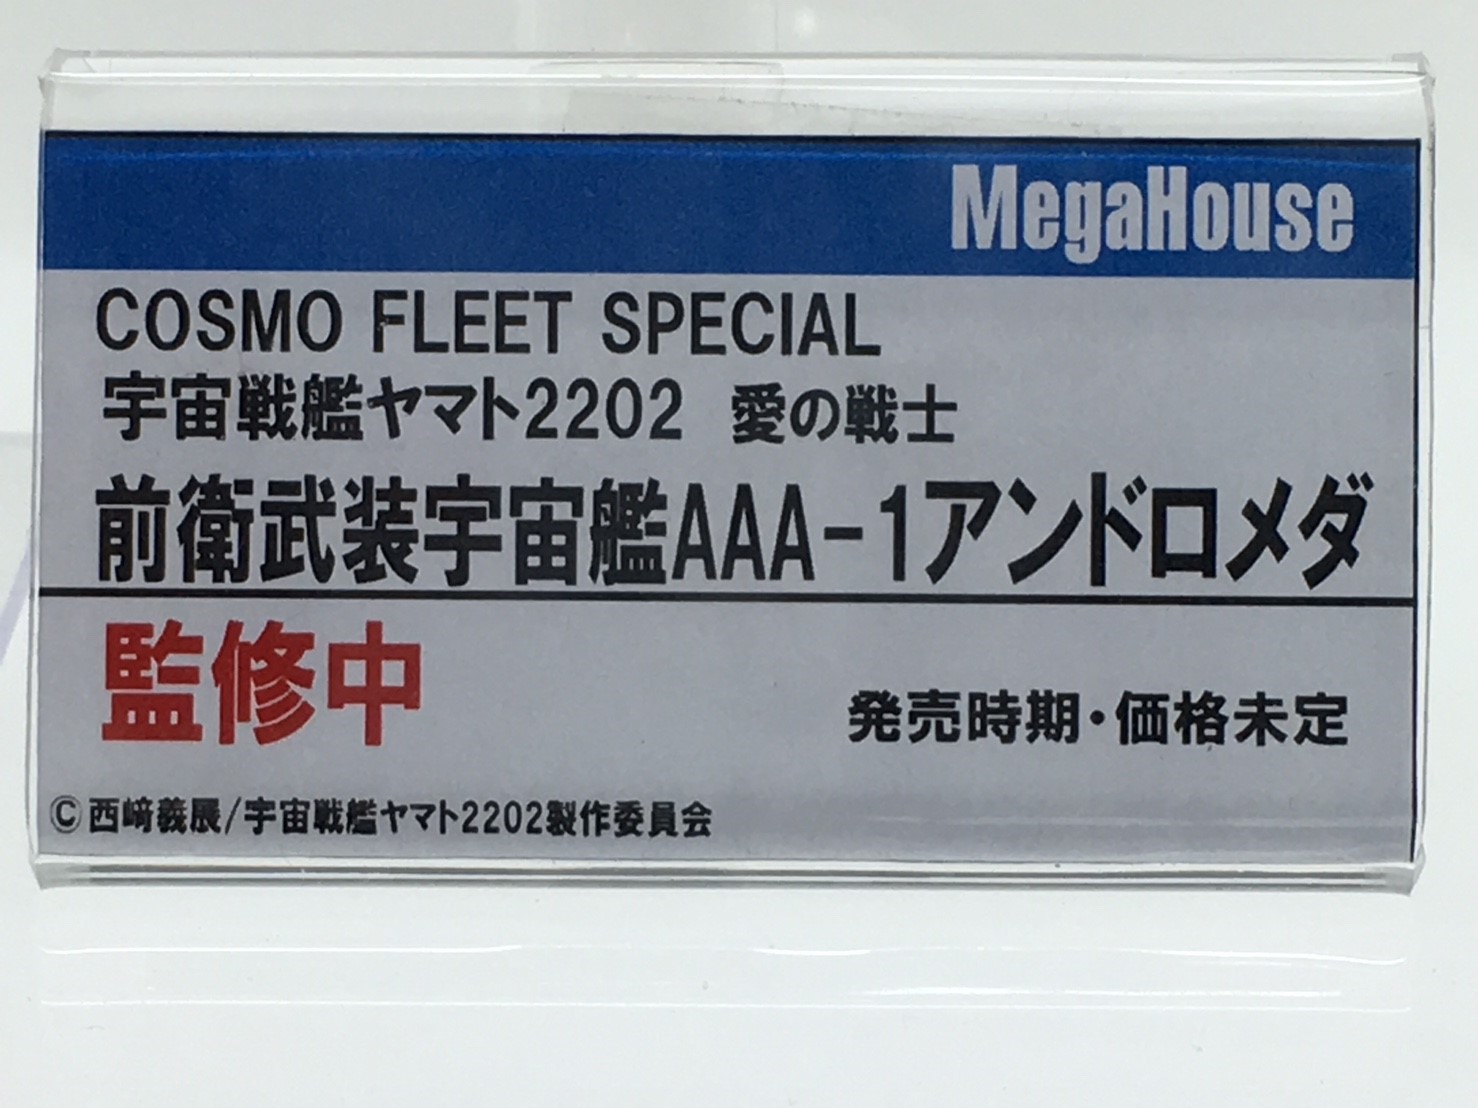 MegaHouse
COSMO FLEET SPECIAL
宇宙戦艦ヤマト2202 愛の戦士
前衛武装宇宙艦AAA-1アンドロメダ
監修中
発売時期・価格未定
©西﨑義展/宇宙戦艦ヤマト2202製作委員会